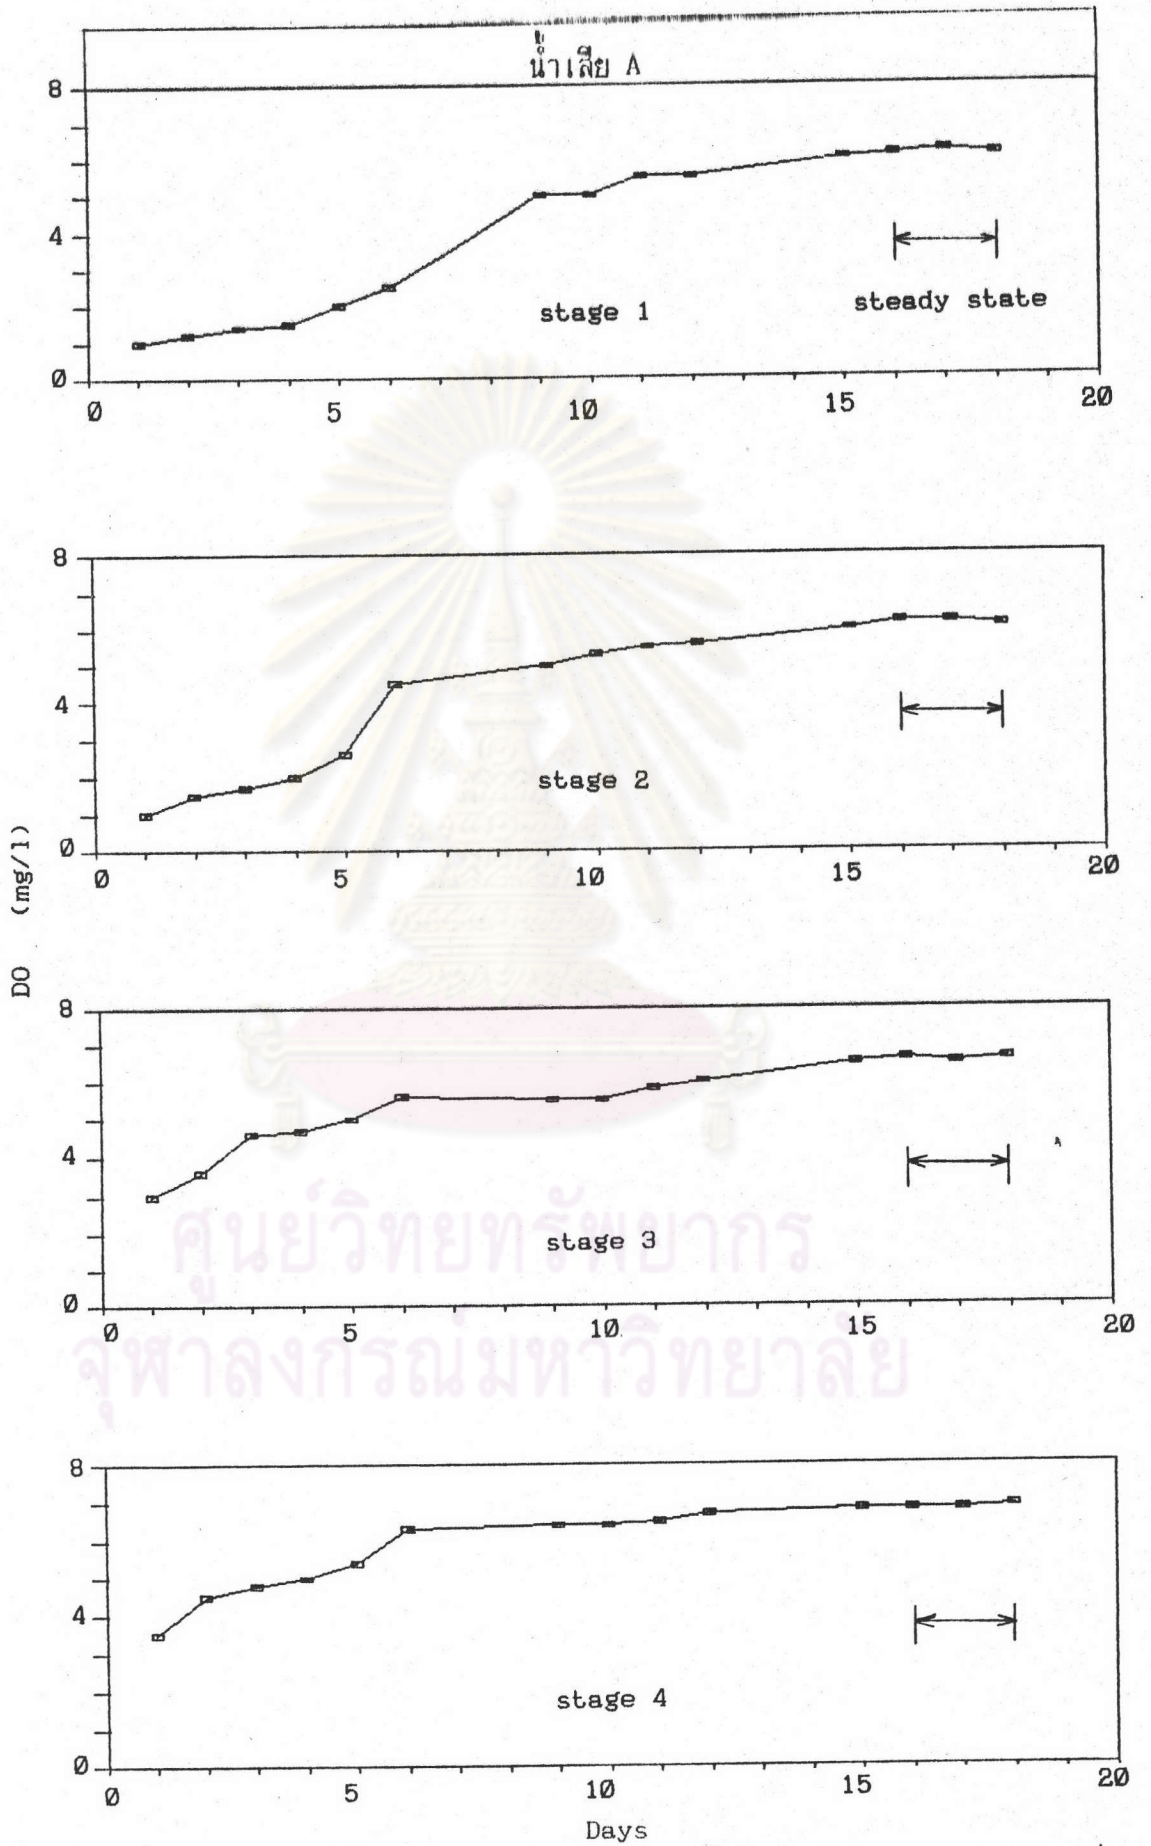 น้ำเสีย A
8
4
0
stage 1
steady state
0 5 10 15 20
8
4
0
stage 2
0 5 10 15 20
DO (mg/l)
8
4
0
stage 3
0 5 10 15 20
ศูนย์วิทยทรัพยากร
จุฬาลงกรณ์มหาวิทยาลัย
8
4
0
stage 4
0 5 10 15 20
Days